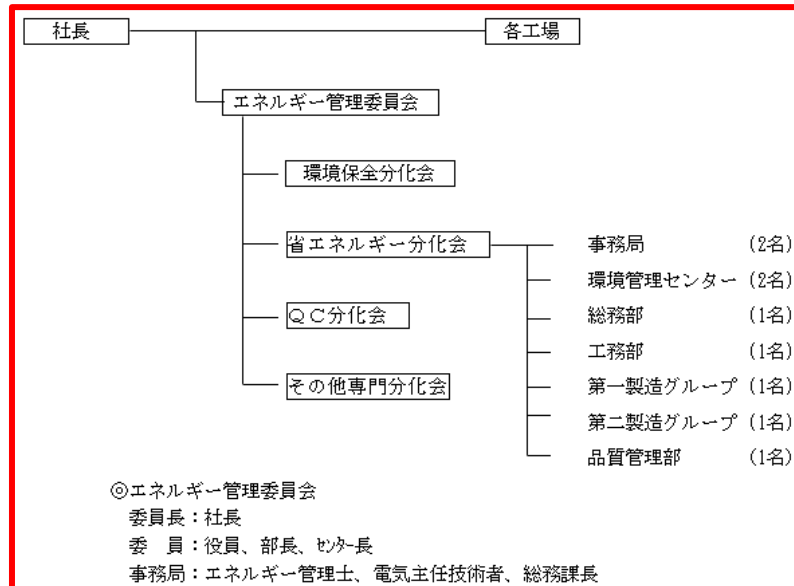 社長 各工場
エネルギー管理委員会
環境保全分化会
省エネルギー分化会 事務局 (2名)
環境管理センター (2名)
総務部 (1名)
QC分化会
工務部 (1名)
その他専門分化会 第一製造グループ (1名)
第二製造グループ (1名)
品質管理部 (1名)
◎エネルギー管理委員会
委員長:社長
委 員:役員、部長、センター長
事務局:エネルギー管理士、電気主任技術者、総務課長